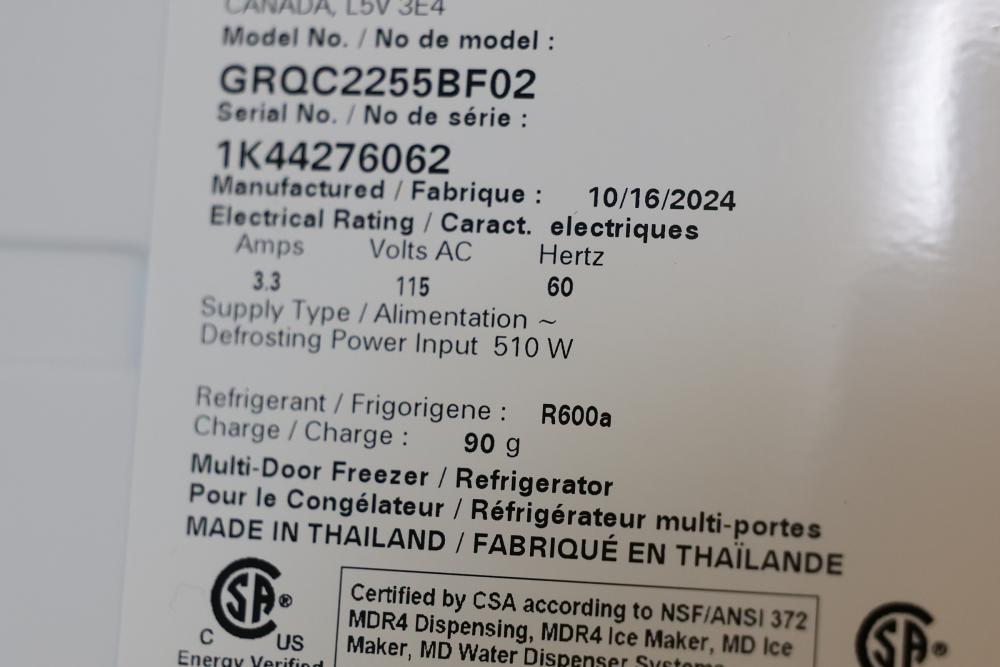 CANADA, L5V 3E4
Model No. / No de model :
GRQC2255BF02
Serial No. / No de série :
1K44276062
Manufactured / Fabrique : 10/16/2024
Electrical Rating / Caract. electriques
Amps Volts AC Hertz
3.3 115 60
Supply Type / Alimentation ~
Defrosting Power Input 510 W
Refrigerant / Frigorigene : R600a
Charge / Charge : 90 g
Multi-Door Freezer / Refrigerator
Pour le Congélateur / Réfrigérateur multi-portes
MADE IN THAILAND / FABRIQUÉ EN THAÏLANDE
SA®
C US
Energy Verified
Certified by CSA according to NSF/ANSI 372
MDR4 Dispensing, MDR4 Ice Maker, MD Ice
Maker, MD Water Dispenser Systems
SA®